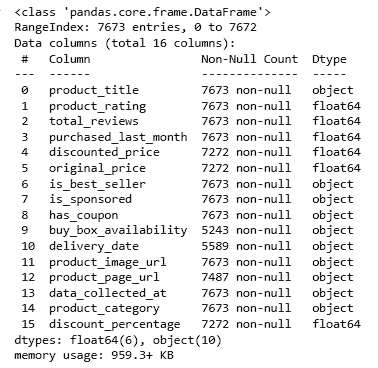 <class 'pandas.core.frame.DataFrame'>
RangeIndex: 7673 entries, 0 to 7672
Data columns (total 16 columns):
 #   Column               Non-Null Count  Dtype
---  ------               --------------  -----
 0   product_title        7673 non-null   object
 1   product_rating       7673 non-null   float64
 2   total_reviews        7673 non-null   float64
 3   purchased_last_month 7673 non-null   float64
 4   discounted_price     7272 non-null   float64
 5   original_price       7272 non-null   float64
 6   is_best_seller       7673 non-null   object
 7   is_sponsored         7673 non-null   object
 8   has_coupon           7673 non-null   object
 9   buy_box_availability 5243 non-null   object
 10  delivery_date        5589 non-null   object
 11  product_image_url    7673 non-null   object
 12  product_page_url     7487 non-null   object
 13  data_collected_at    7673 non-null   object
 14  product_category     7673 non-null   object
 15  discount_percentage  7272 non-null   float64
dtypes: float64(6), object(10)
memory usage: 959.3+ KB